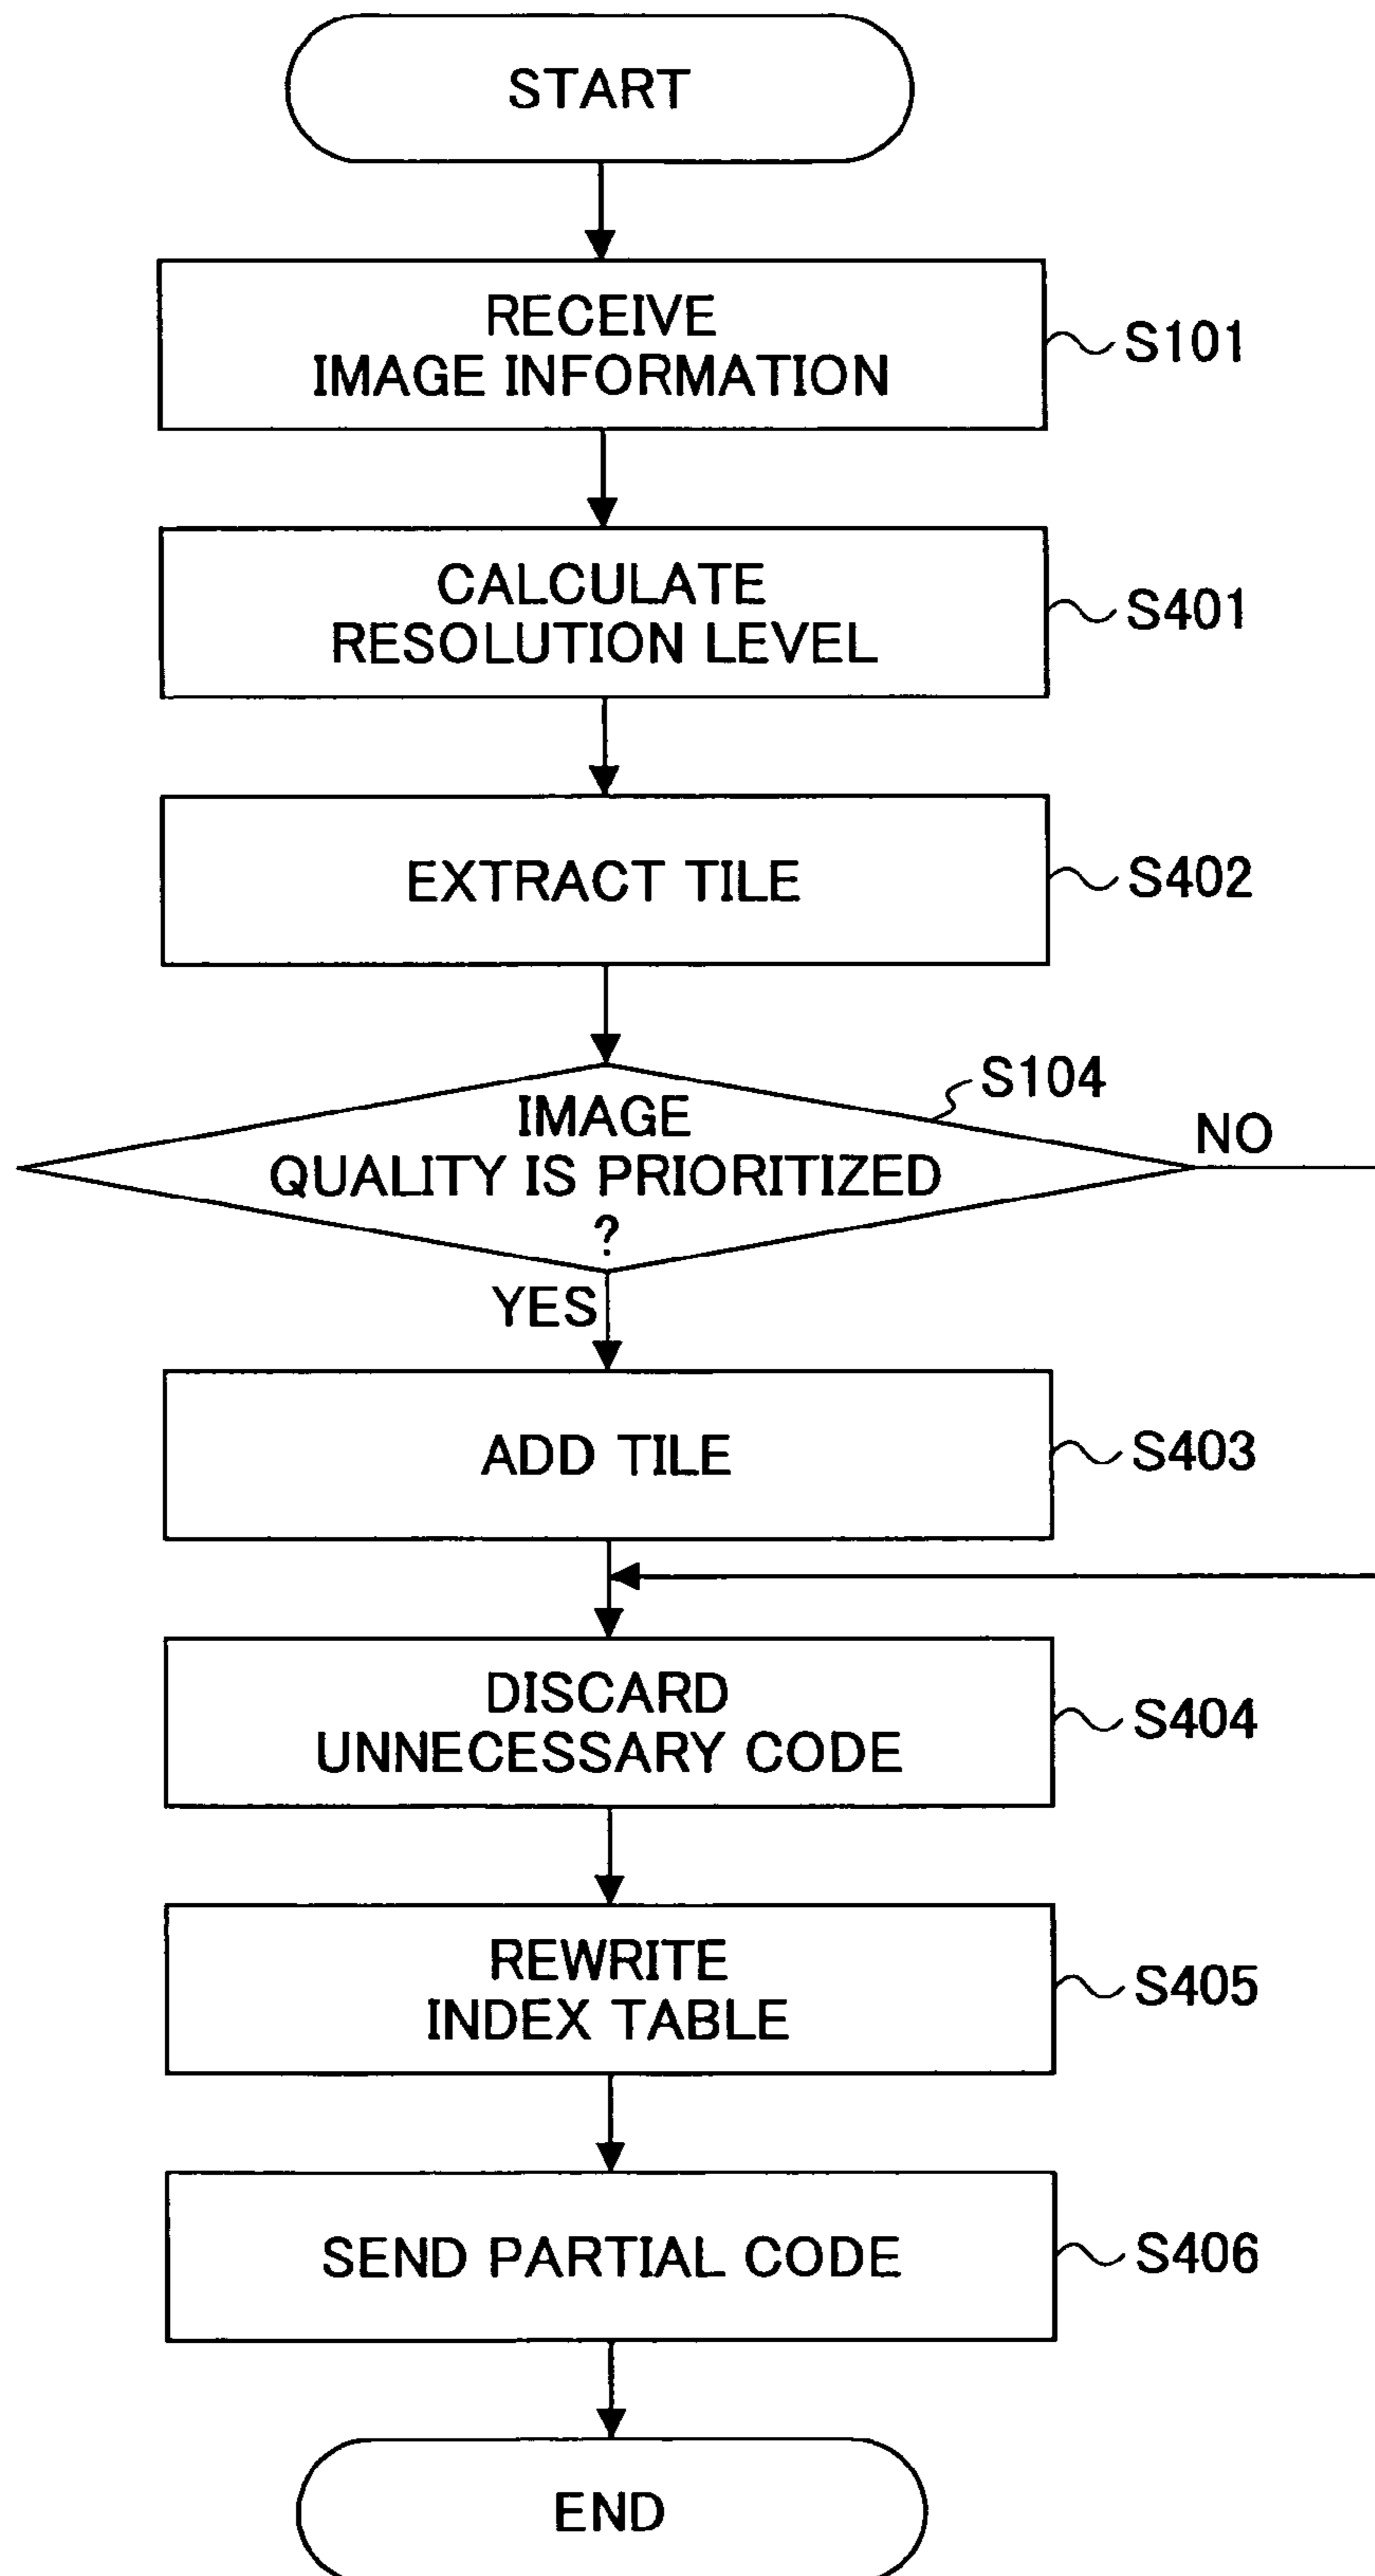 START
RECEIVE
IMAGE INFORMATION
S101
CALCULATE
RESOLUTION LEVEL
S401
EXTRACT TILE
S402
S104
IMAGE
QUALITY IS PRIORITIZED
?
NO
YES
ADD TILE
S403
DISCARD
UNNECESSARY CODE
S404
REWRITE
INDEX TABLE
S405
SEND PARTIAL CODE
S406
END